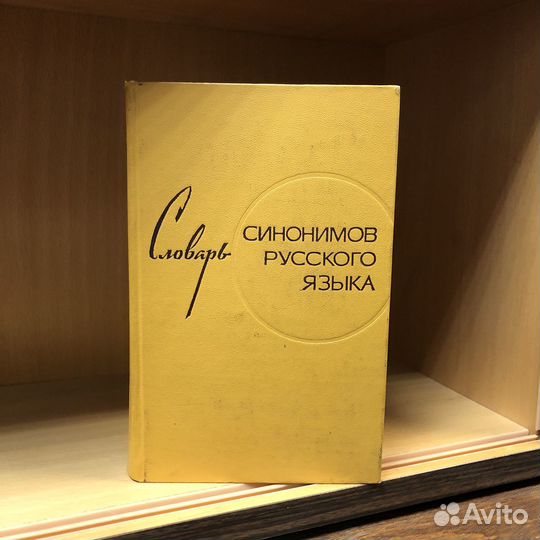 Словарь
СИНОНИМОВ
РУССКОГО
ЯЗЫКА
Avito